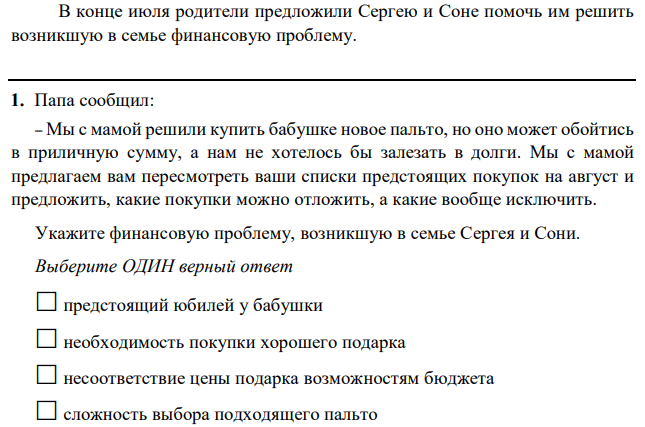 В конце июля родители предложили Сергею и Соне помочь им решить
возникшую в семье финансовую проблему.
1. Папа сообщил:
– Мы с мамой решили купить бабушке новое пальто, но оно может обойтись
в приличную сумму, а нам не хотелось бы залезать в долги. Мы с мамой
предлагаем вам пересмотреть ваши списки предстоящих покупок на август и
предложить, какие покупки можно отложить, а какие вообще исключить.
Укажите финансовую проблему, возникшую в семье Сергея и Сони.
Выберите ОДИН верный ответ
предстоящий юбилей у бабушки
необходимость покупки хорошего подарка
несоответствие цены подарка возможностям бюджета
сложность выбора подходящего пальто